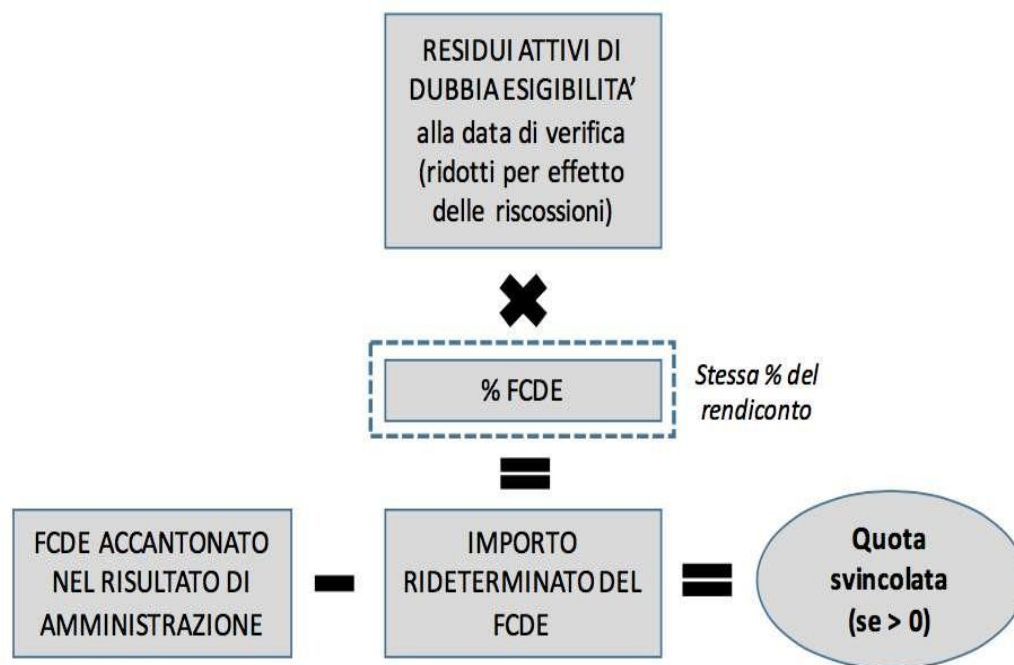 RESIDUI ATTIVI DI
DUBBIA ESIGIBILITA’
alla data di verifica
(ridotti per effetto
delle riscossioni)
% FCDE
Stessa % del
rendiconto
FCDE ACCANTONATO
NEL RISULTATO DI
AMMINISTRAZIONE
IMPORTO
RIDETERMINATO DEL
FCDE
Quota
svincolata
(se > 0)